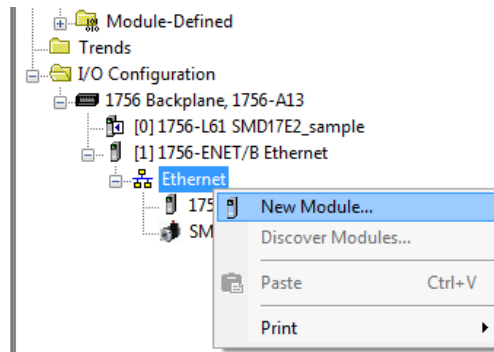 Module-Defined
Trends
I/O Configuration
1756 Backplane, 1756-A13
[0] 1756-L61 SMD17E2_sample
[1] 1756-ENET/B Ethernet
Ethernet
175
New Module...
SM
Discover Modules...
Paste Ctrl+V
Print